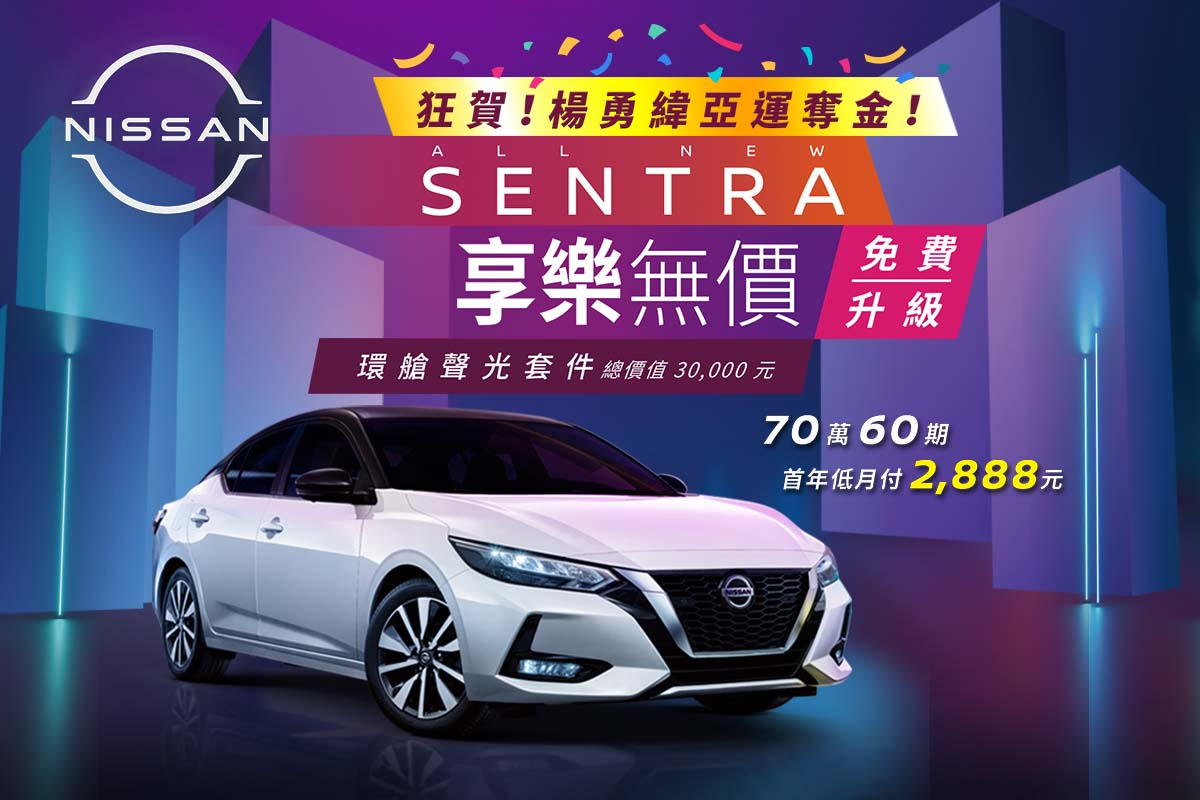 NISSAN
狂賀！楊勇緯亞運奪金！
ALL NEW
SENTRA
享樂無價
免費
升級
環艙聲光套件 總價值 30,000 元
70萬60期
首年低月付2,888元
NISSAN